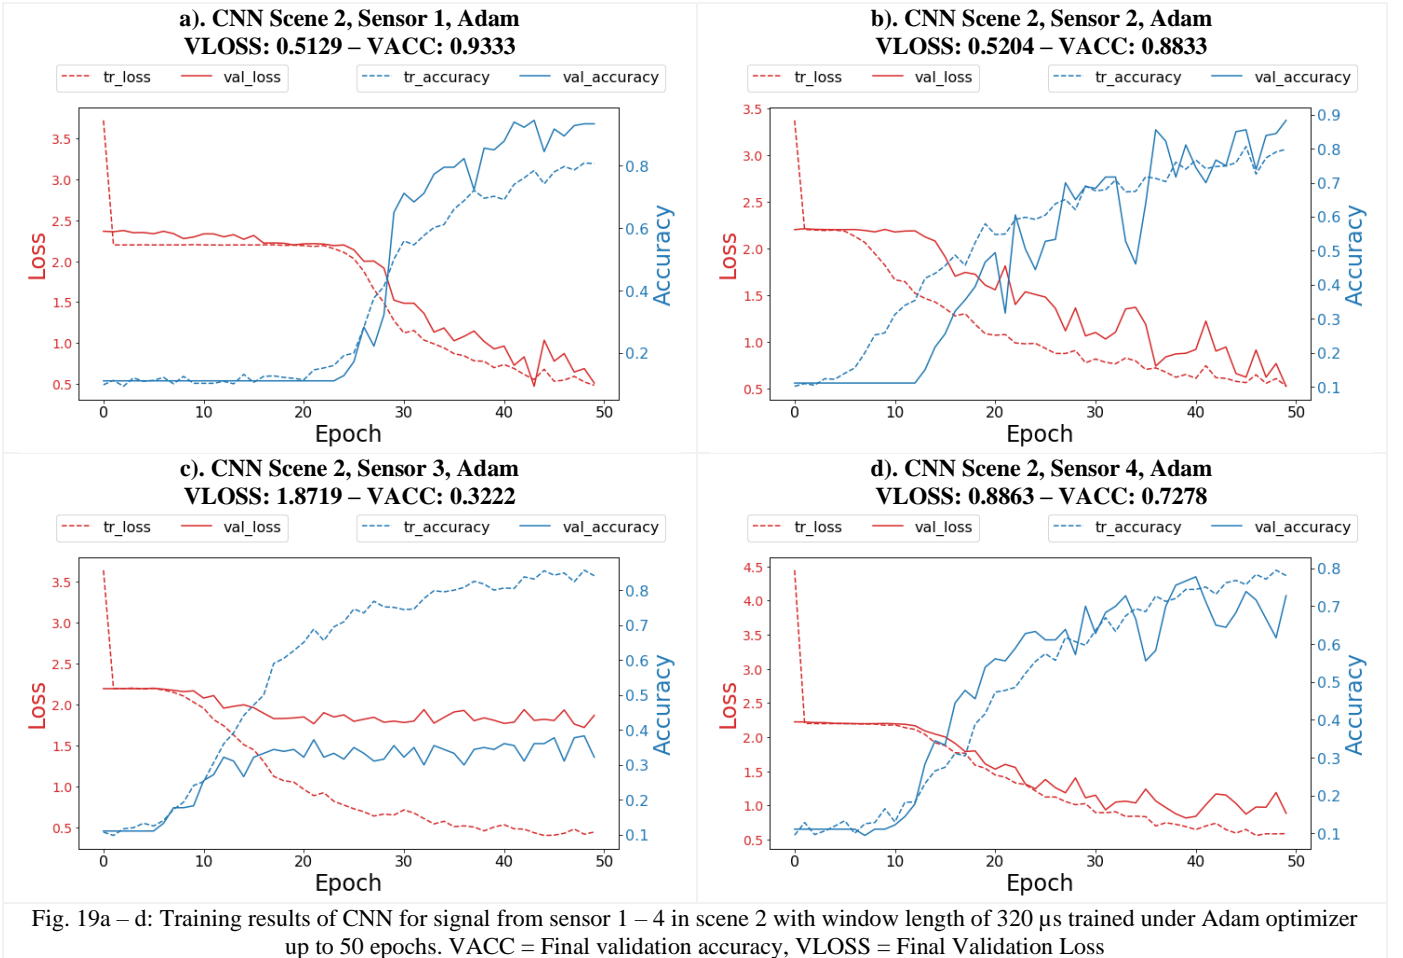 a). CNN Scene 2, Sensor 1, Adam
VLOSS: 0.5129 – VACC: 0.9333
tr_loss val_loss tr_accuracy val_accuracy
3.5
3.0
2.5
2.0
1.5
1.0
0.5
Loss
0.8
0.6
0.4
0.2
Accuracy
0 10 20 30 40 50
Epoch
b). CNN Scene 2, Sensor 2, Adam
VLOSS: 0.5204 – VACC: 0.8833
tr_loss val_loss tr_accuracy val_accuracy
3.5
3.0
2.5
2.0
1.5
1.0
0.5
Loss
0.9
0.8
0.7
0.6
0.5
0.4
0.3
0.2
0.1
Accuracy
0 10 20 30 40 50
Epoch
c). CNN Scene 2, Sensor 3, Adam
VLOSS: 1.8719 – VACC: 0.3222
tr_loss val_loss tr_accuracy val_accuracy
3.5
3.0
2.5
2.0
1.5
1.0
0.5
Loss
0.8
0.7
0.6
0.5
0.4
0.3
0.2
0.1
Accuracy
0 10 20 30 40 50
Epoch
d). CNN Scene 2, Sensor 4, Adam
VLOSS: 0.8863 – VACC: 0.7278
tr_loss val_loss tr_accuracy val_accuracy
4.5
4.0
3.5
3.0
2.5
2.0
1.5
1.0
0.5
Loss
0.8
0.7
0.6
0.5
0.4
0.3
0.2
0.1
Accuracy
0 10 20 30 40 50
Epoch
Fig. 19a – d: Training results of CNN for signal from sensor 1 – 4 in scene 2 with window length of 320 µs trained under Adam optimizer
up to 50 epochs. VACC = Final validation accuracy, VLOSS = Final Validation Loss